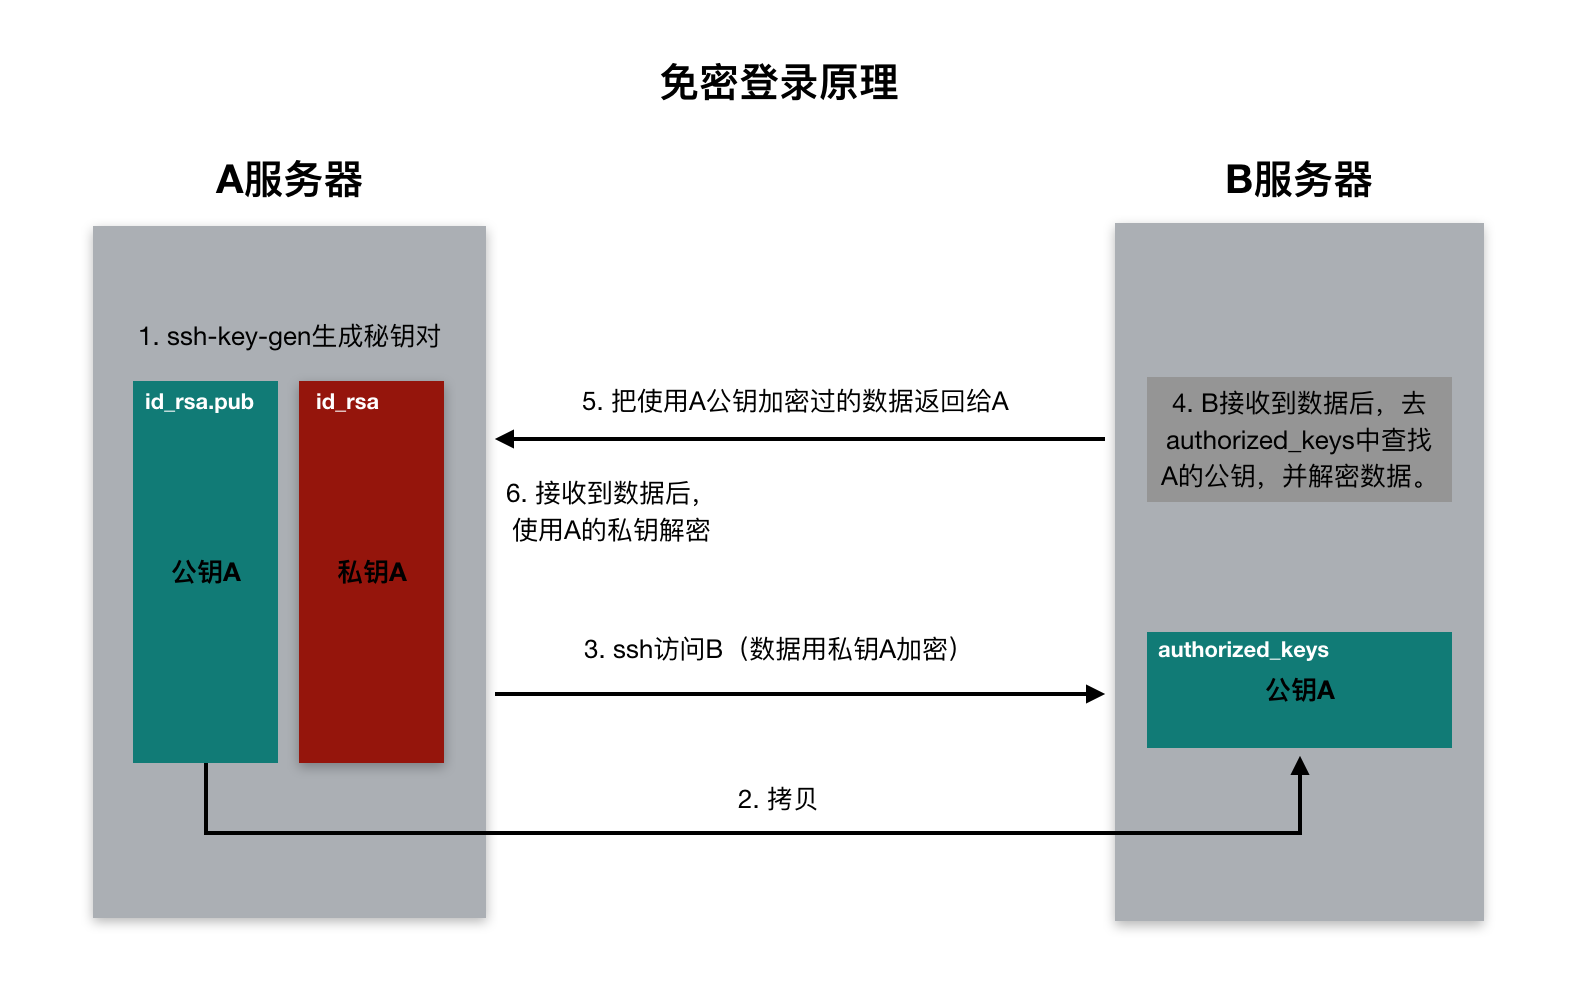 免密登录原理
A服务器
B服务器
1. ssh-key-gen生成秘钥对
id_rsa.pub
公钥A
id_rsa
私钥A
5. 把使用A公钥加密过的数据返回给A
6. 接收到数据后，
使用A的私钥解密
3. ssh访问B（数据用私钥A加密）
2. 拷贝
4. B接收到数据后，去
authorized_keys中查找
A的公钥，并解密数据。
authorized_keys
公钥A